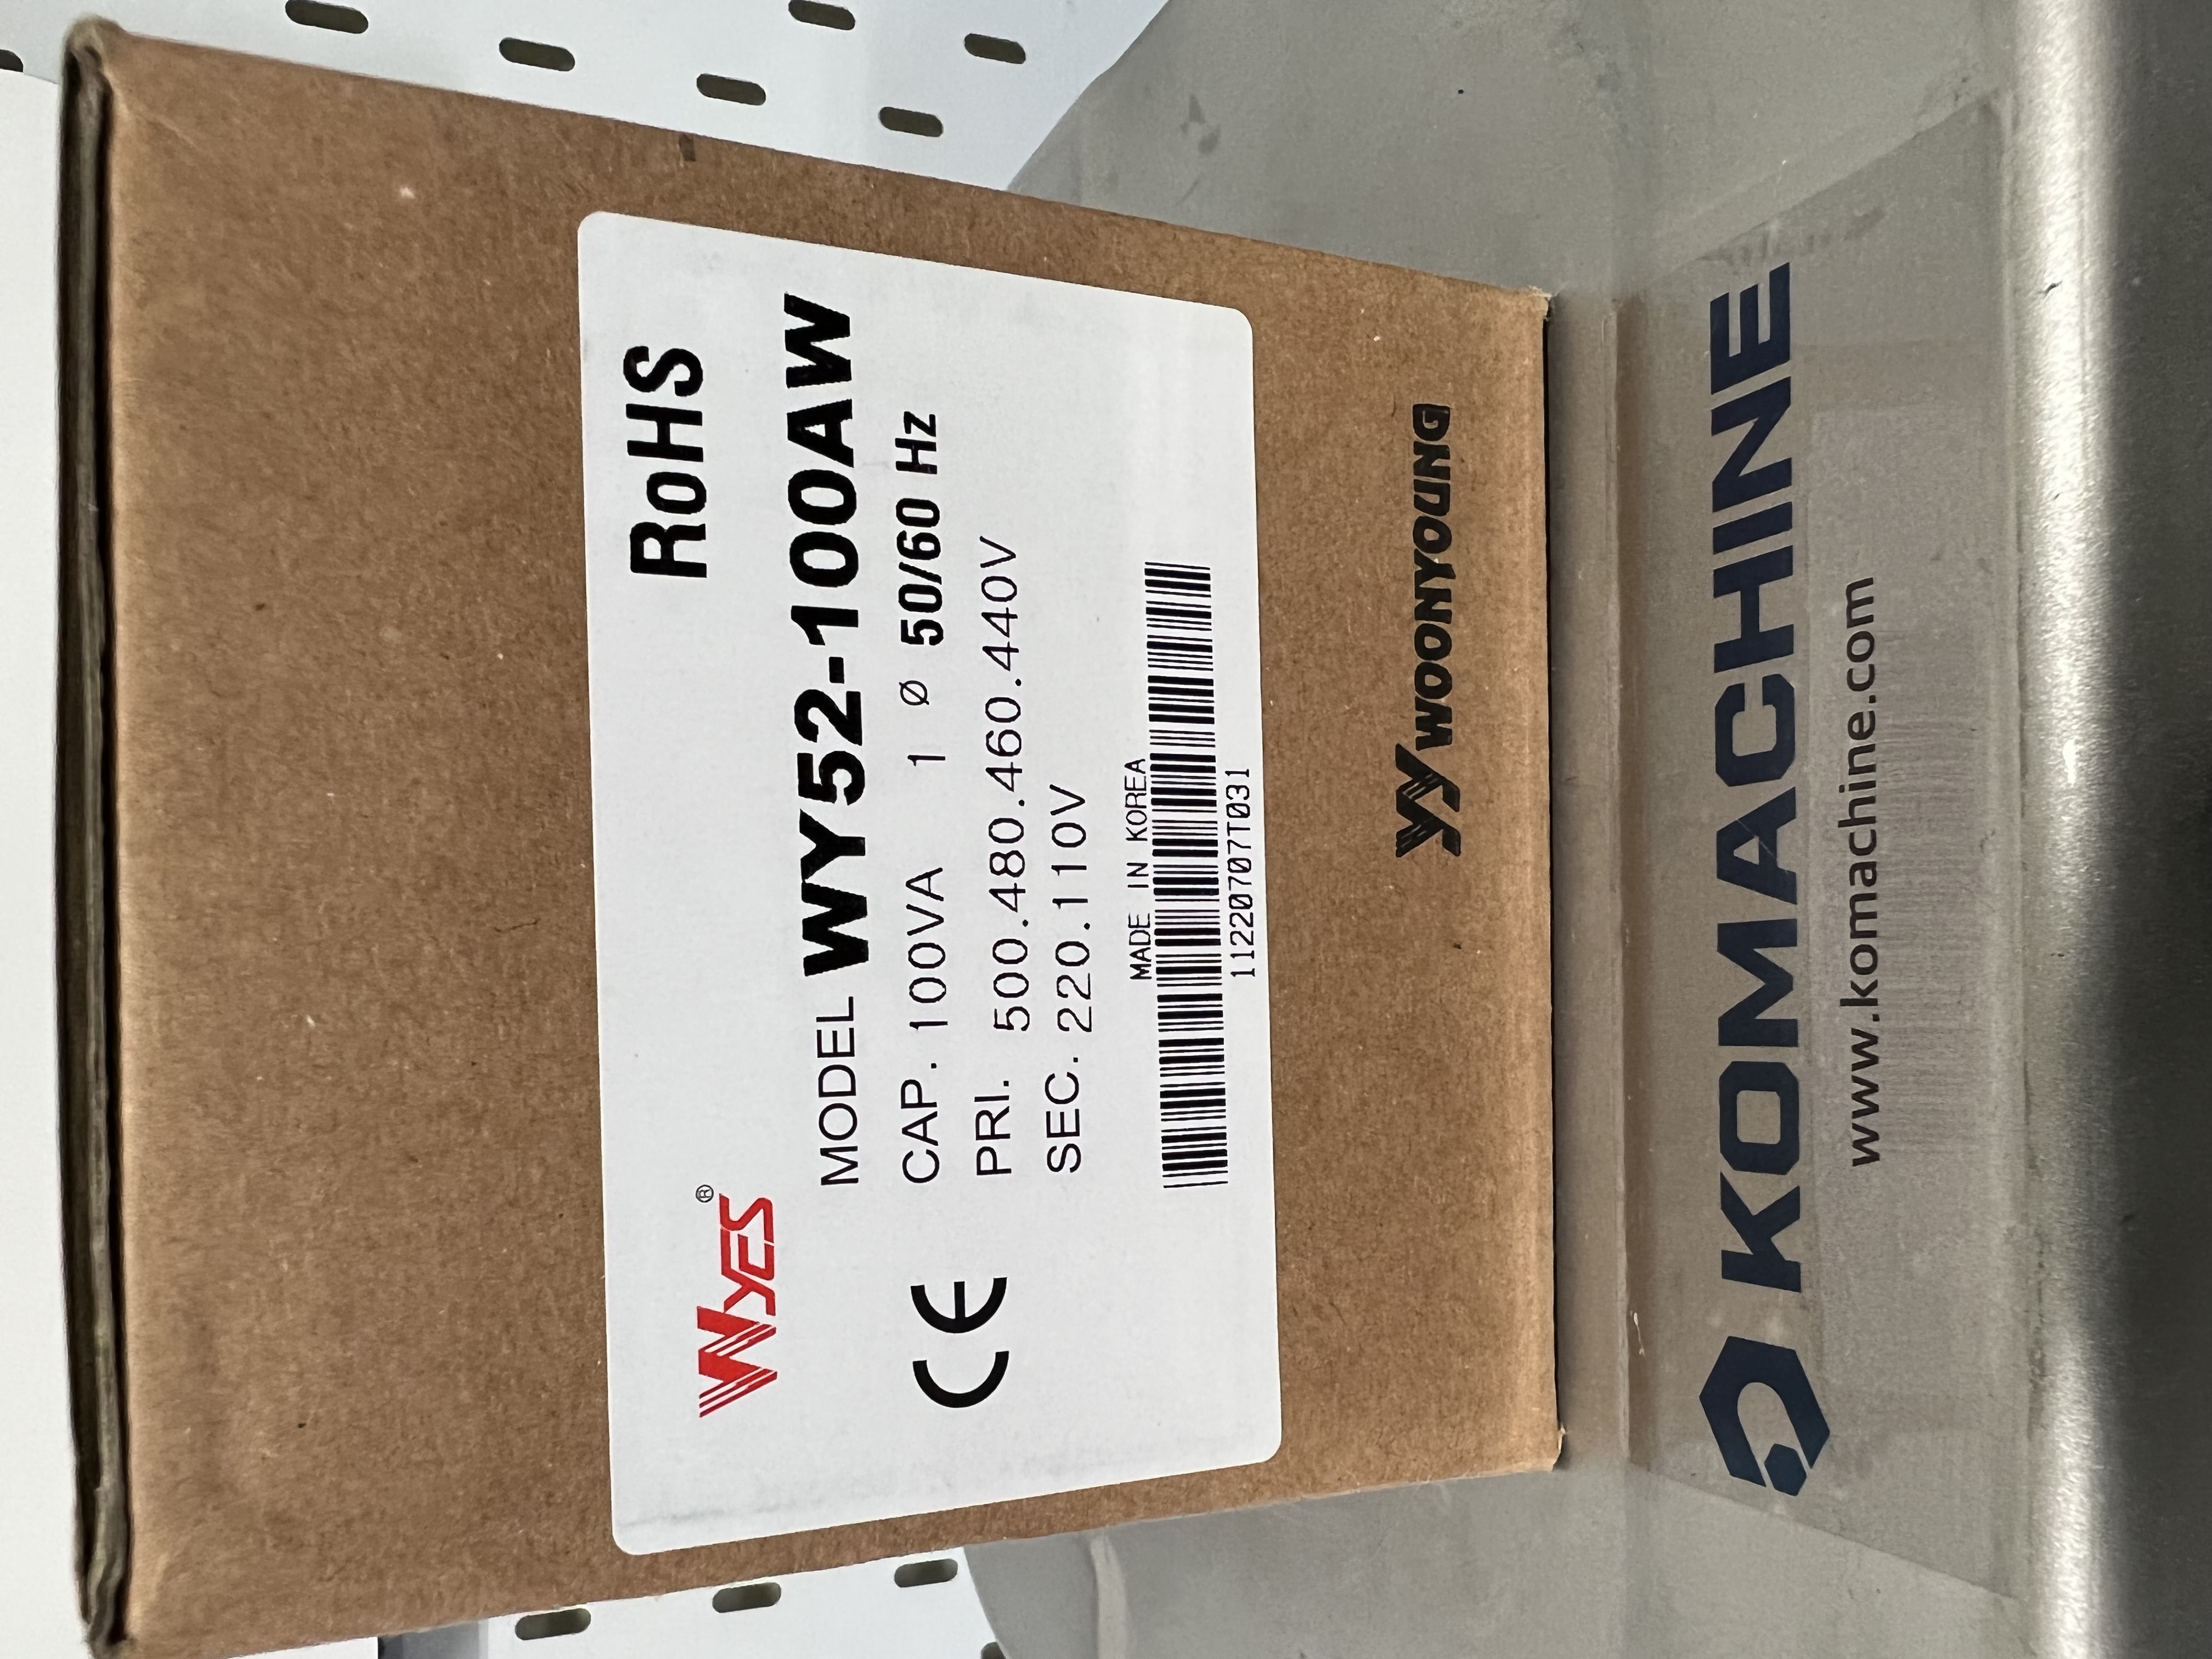 WYES®
RoHS
MODEL WY52-100AW
CAP. 100VA 1 Ø 50/60 Hz
PRI. 500.480.460.440V
SEC. 220.110V
CE
MADE IN KOREA
11220707T031
WOONYOUNG
KOMACHINE
www.komachine.com